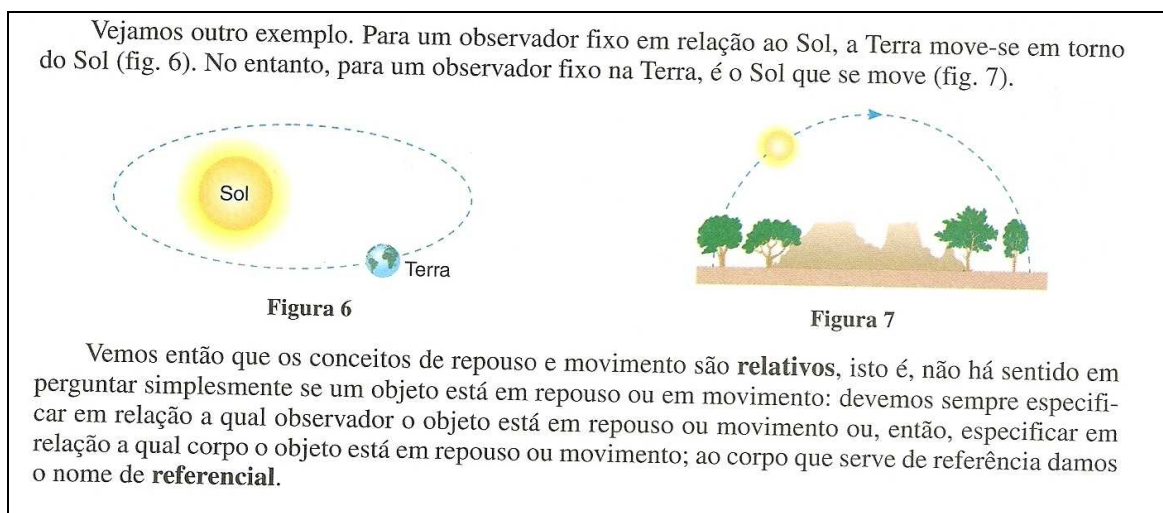 Vejamos outro exemplo. Para um observador fixo em relação ao Sol, a Terra move-se em torno
do Sol (fig. 6). No entanto, para um observador fixo na Terra, é o Sol que se move (fig. 7).
Sol
Terra
Figura 6
Figura 7
Vemos então que os conceitos de repouso e movimento são relativos, isto é, não há sentido em
perguntar simplesmente se um objeto está em repouso ou em movimento: devemos sempre especifi-
car em relação a qual observador o objeto está em repouso ou movimento ou, então, especificar em
relação a qual corpo o objeto está em repouso ou movimento; ao corpo que serve de referência damos
o nome de referencial.